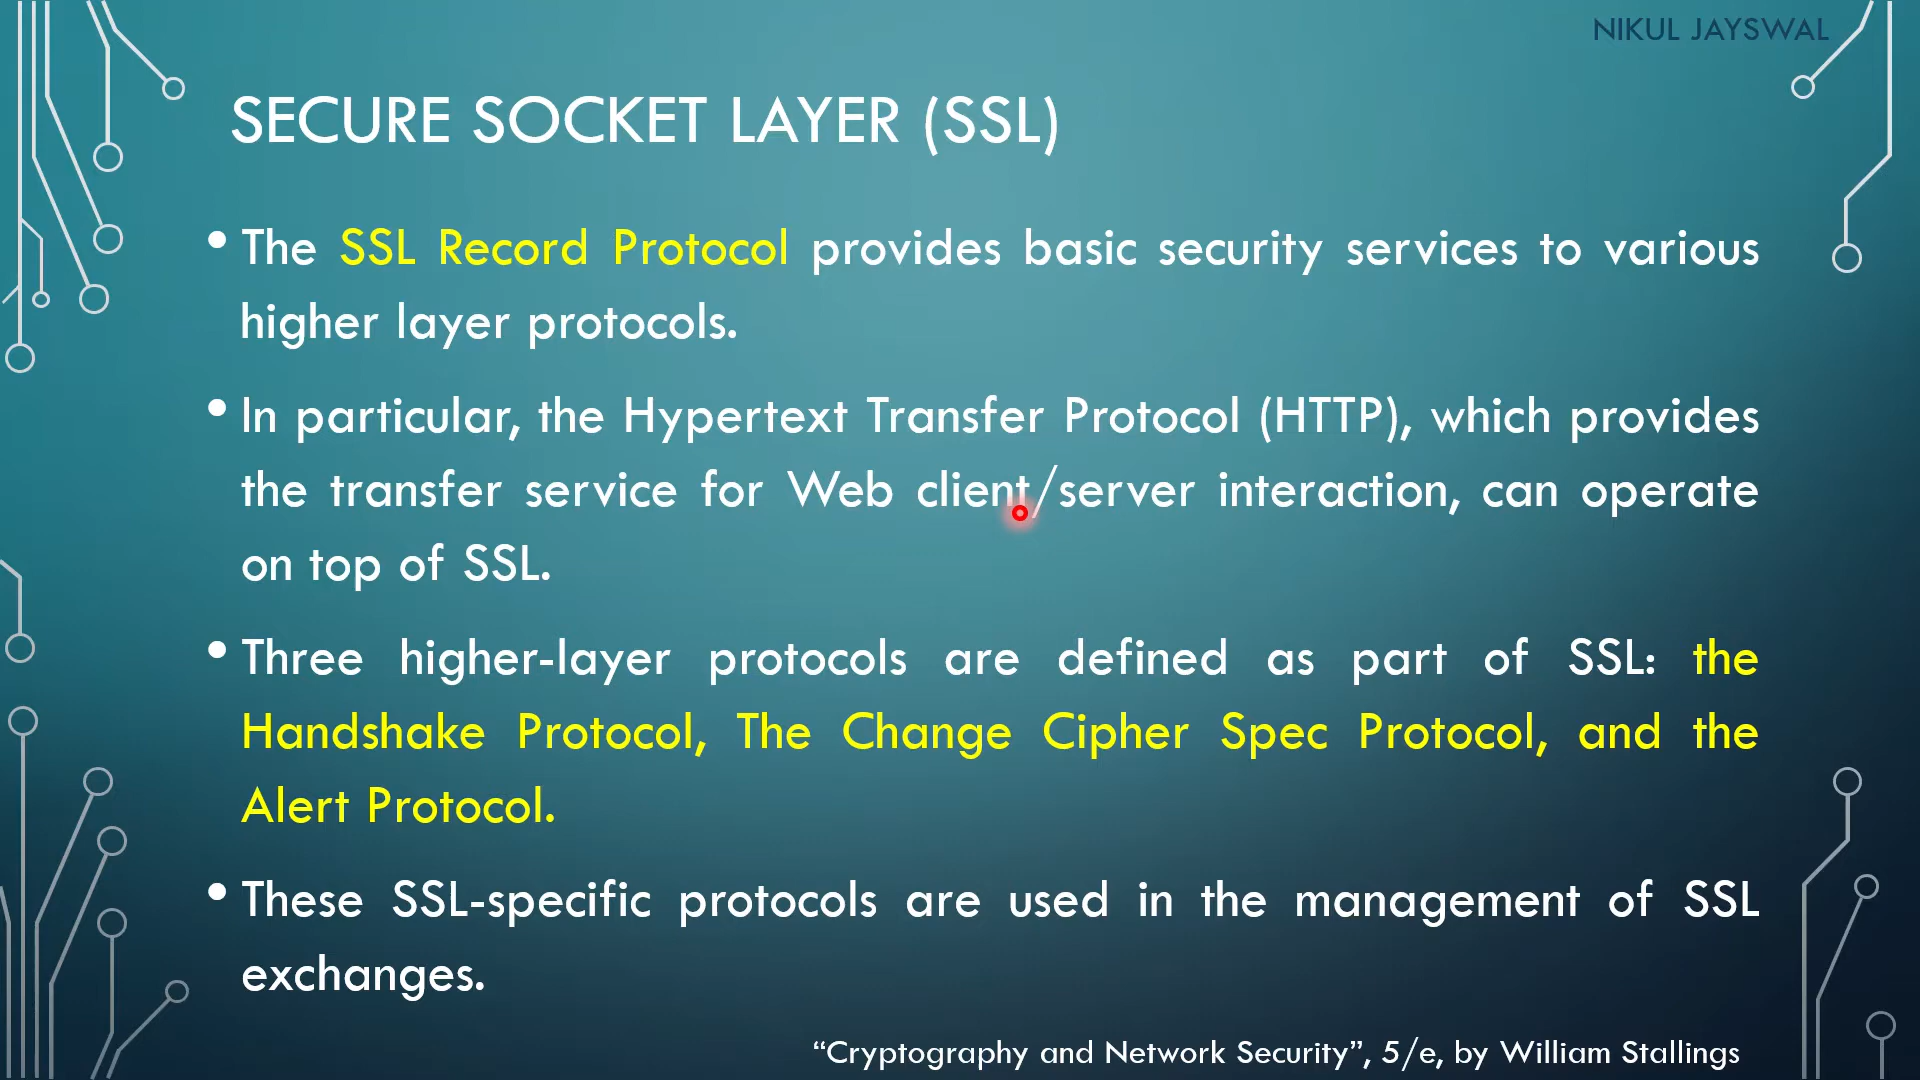 NIKUL JAYSWAL
SECURE SOCKET LAYER (SSL)
• The SSL Record Protocol provides basic security services to various
higher layer protocols.
• In particular, the Hypertext Transfer Protocol (HTTP), which provides
the transfer service for Web client/server interaction, can operate
on top of SSL.
• Three higher-layer protocols are defined as part of SSL: the
Handshake Protocol, The Change Cipher Spec Protocol, and the
Alert Protocol.
• These SSL-specific protocols are used in the management of SSL
exchanges.
“Cryptography and Network Security”, 5/e, by William Stallings